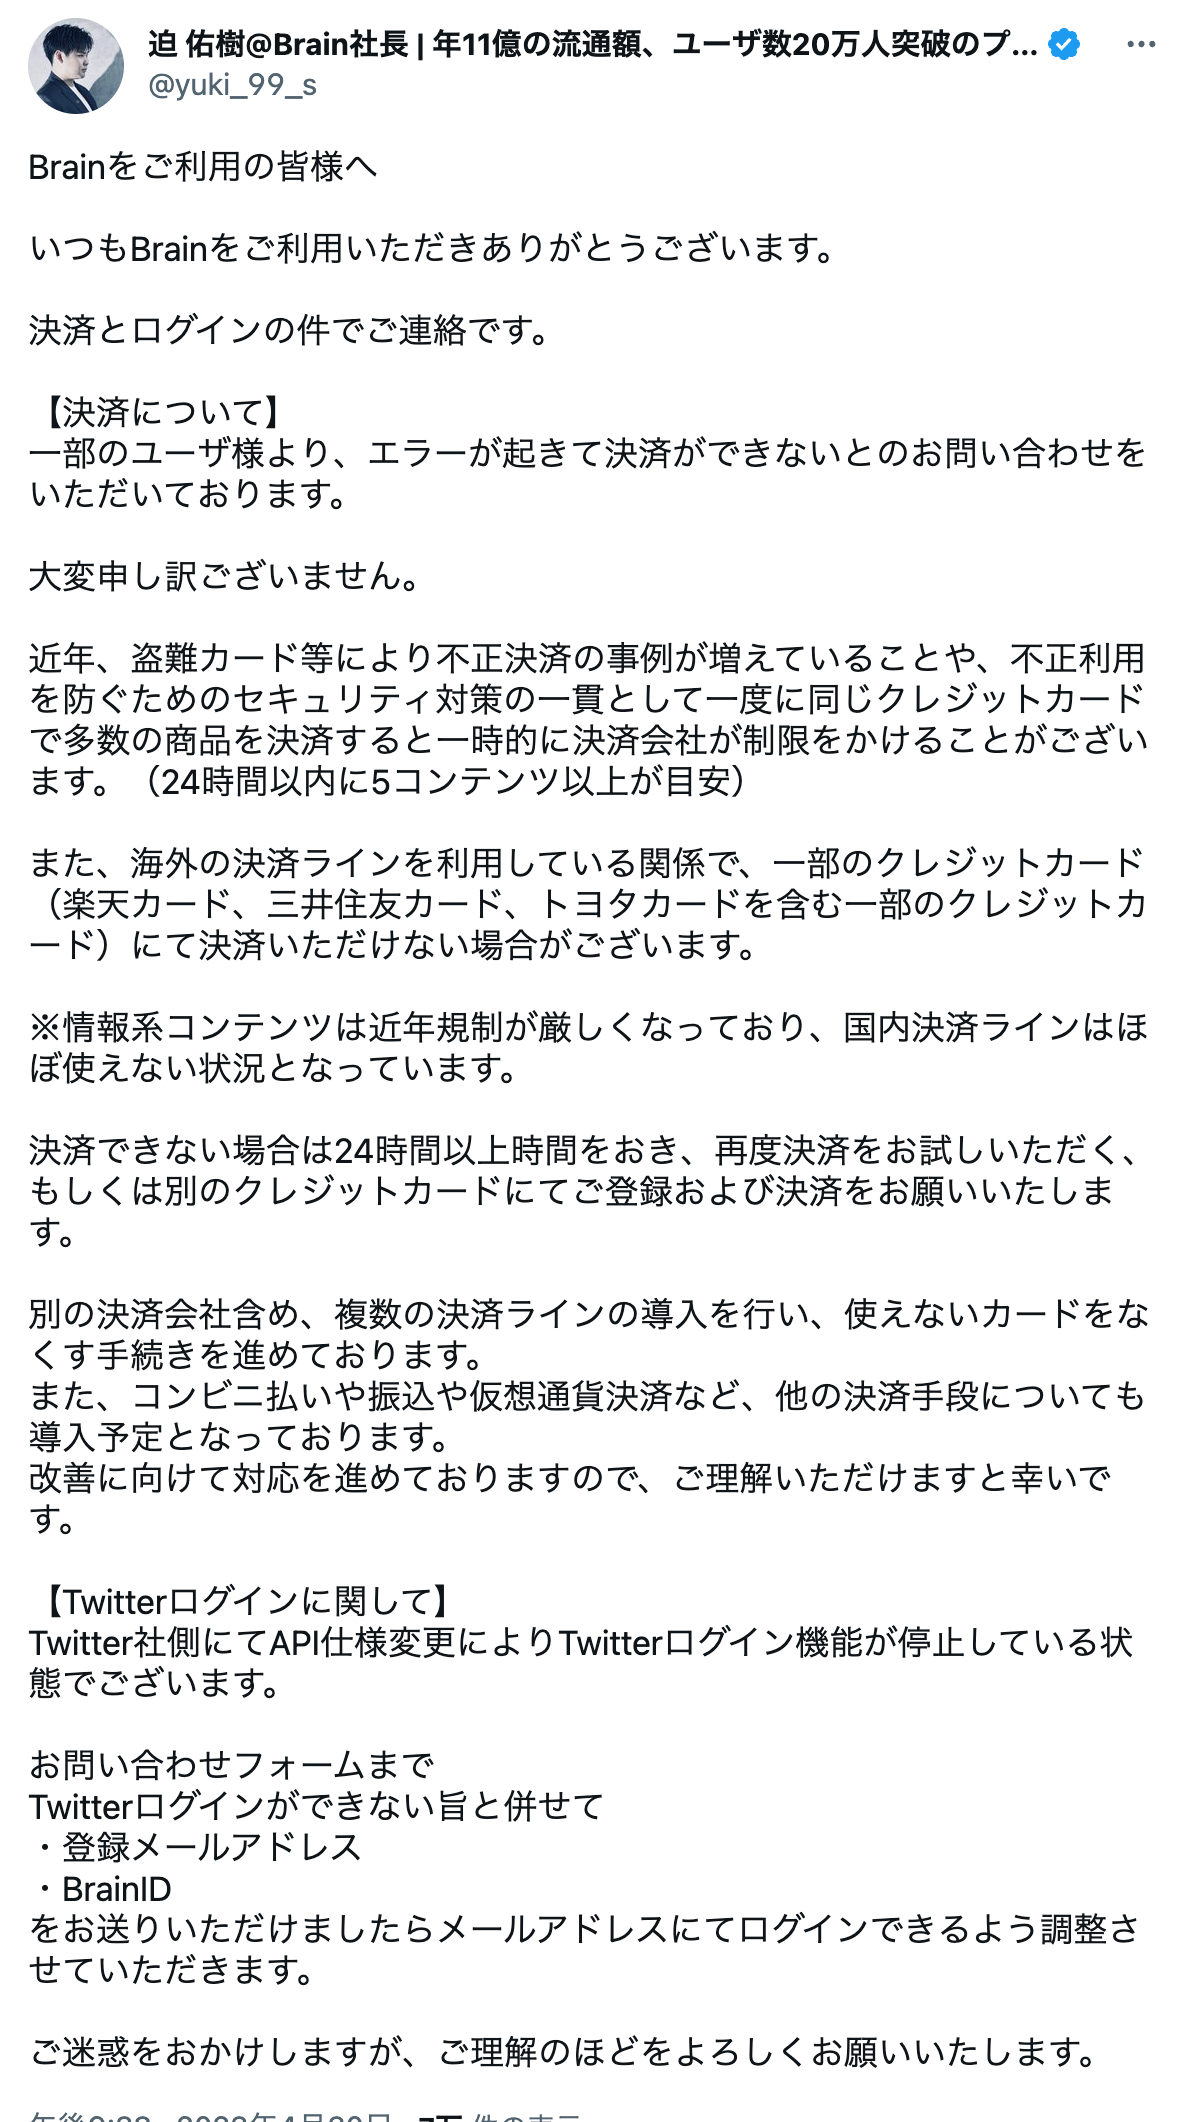 迫 佑樹@Brain社長 | 年11億の流通額、ユーザ数20万人突破のプ...
@yuki_99_s
Brainをご利用の皆様へ
いつもBrainをご利用いただきありがとうございます。
決済とログインの件でご連絡です。
【決済について】
一部のユーザ様より、エラーが起きて決済ができないとのお問い合わせを
いただいております。
大変申し訳ございません。
近年、盗難カード等により不正決済の事例が増えていることや、不正利用
を防ぐためのセキュリティ対策の一貫として一度に同じクレジットカード
で多数の商品を決済すると一時的に決済会社が制限をかけることがござい
ます。（24時間以内に5コンテンツ以上が目安）
また、海外の決済ラインを利用している関係で、一部のクレジットカード
（楽天カード、三井住友カード、トヨタカードを含む一部のクレジットカ
ード）にて決済いただけない場合がございます。
※情報系コンテンツは近年規制が厳しくなっており、国内決済ラインはほ
ぼ使えない状況となっています。
決済できない場合は24時間以上時間をおき、再度決済をお試しいただく、
もしくは別のクレジットカードにてご登録および決済をお願いいたしま
す。
別の決済会社含め、複数の決済ラインの導入を行い、使えないカードをな
くす手続きを進めております。
また、コンビニ払いや振込や仮想通貨決済など、他の決済手段についても
導入予定となっております。
改善に向けて対応を進めておりますので、ご理解いただけますと幸いで
す。
【Twitterログインに関して】
Twitter社側にてAPI仕様変更によりTwitterログイン機能が停止している状
態でございます。
お問い合わせフォームまで
Twitterログインができない旨と併せて
・登録メールアドレス
・BrainID
をお送りいただけましたらメールアドレスにてログインできるよう調整さ
せていただきます。
ご迷惑をおかけしますが、ご理解のほどをよろしくお願いいたします。